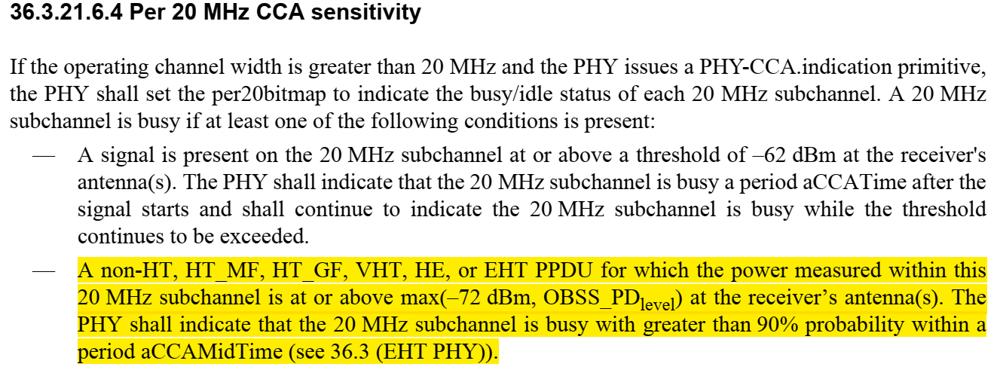 36.3.21.6.4 Per 20 MHz CCA sensitivity
If the operating channel width is greater than 20 MHz and the PHY issues a PHY-CCA.indication primitive,
the PHY shall set the per20bitmap to indicate the busy/idle status of each 20 MHz subchannel. A 20 MHz
subchannel is busy if at least one of the following conditions is present:
— A signal is present on the 20 MHz subchannel at or above a threshold of –62 dBm at the receiver's
antenna(s). The PHY shall indicate that the 20 MHz subchannel is busy a period aCCATime after the
signal starts and shall continue to indicate the 20 MHz subchannel is busy while the threshold
continues to be exceeded.
— A non-HT, HT_MF, HT_GF, VHT, HE, or EHT PPDU for which the power measured within this
20 MHz subchannel is at or above max(–72 dBm, OBSS_PDlevel) at the receiver’s antenna(s). The
PHY shall indicate that the 20 MHz subchannel is busy with greater than 90% probability within a
period aCCAMidTime (see 36.3 (EHT PHY)).